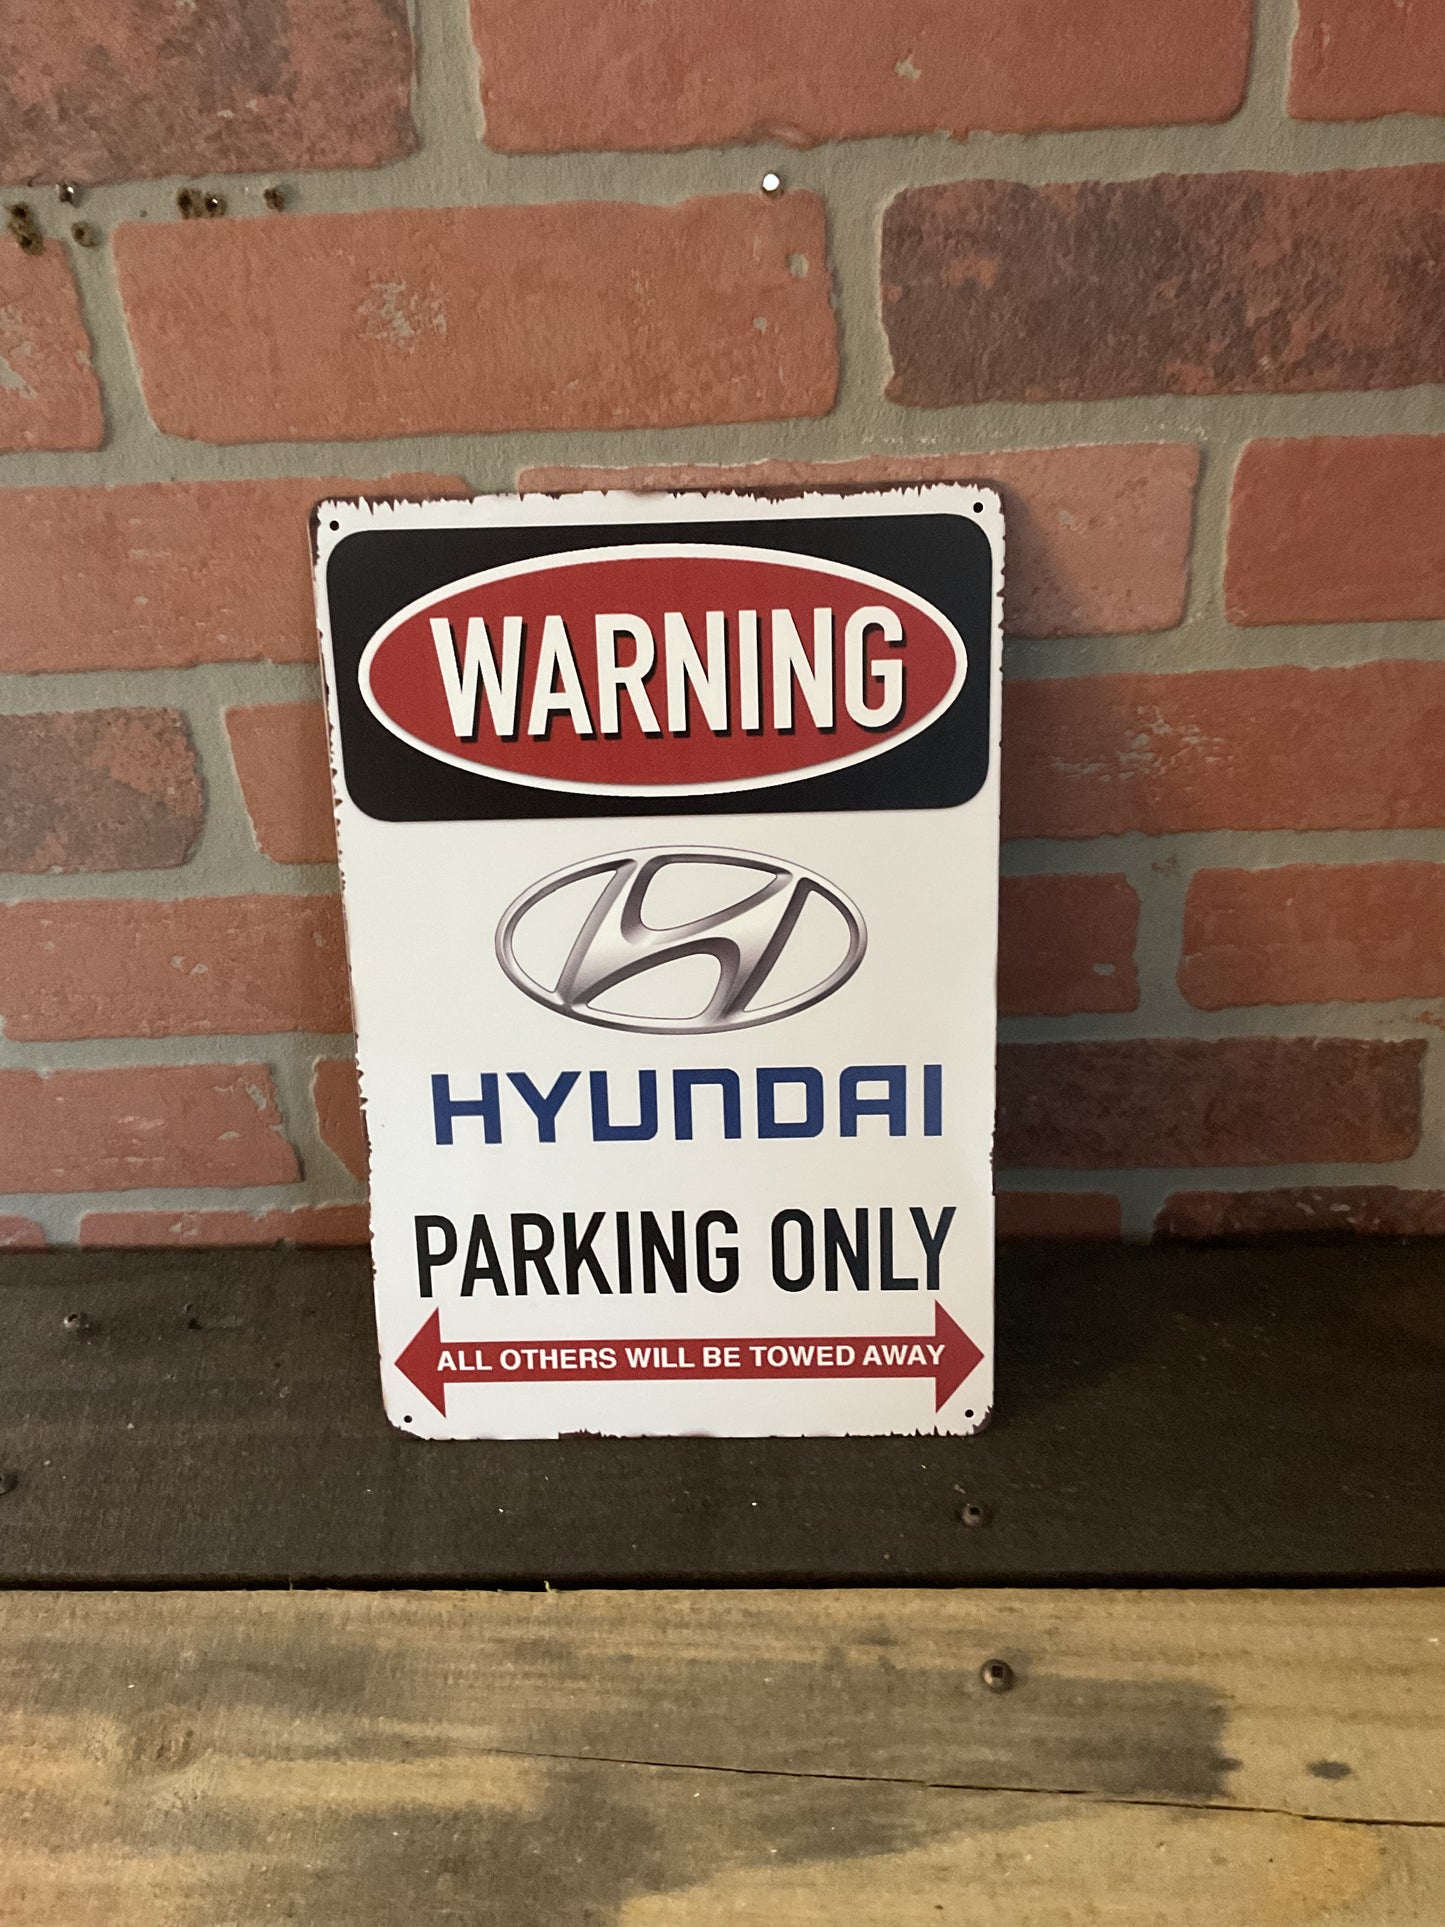 WARNING
HYUNDAI
PARKING ONLY
ALL OTHERS WILL BE TOWED AWAY